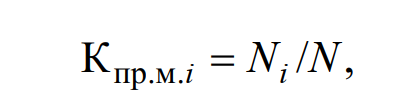 Кпр.м.i = Ni/N,